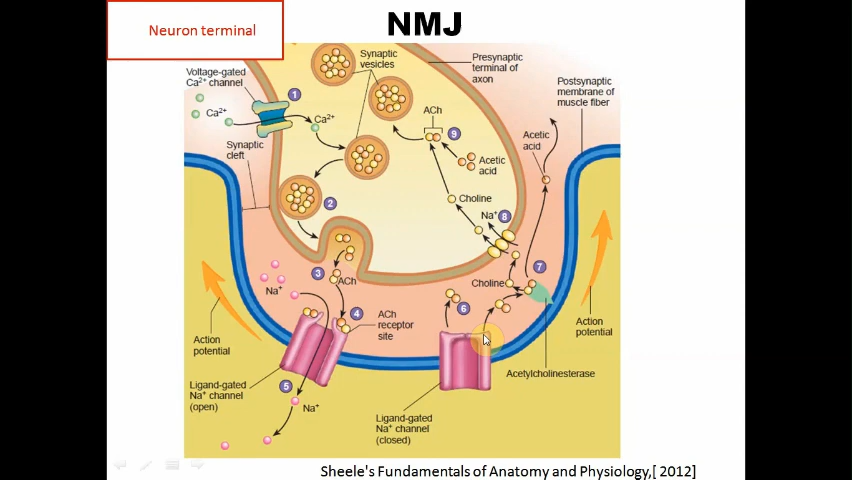 Neuron terminal
NMJ
Voltage-gated
Ca2+ channel
Ca2+
1
Ca2+
Synaptic
vesicles
Presynaptic
terminal of
axon
Postsynaptic
membrane of
muscle fiber
Synaptic
cleft
2
ACh
9
Acetic
acid
Acetic
acid
Choline
Na+
8
3
ACh
4
ACh
receptor
site
Na+
7
Choline
6
Action
potential
Action
potential
Acetylcholinesterase
Ligand-gated
Na+ channel
(open)
5
Na+
Ligand-gated
Na+ channel
(closed)
Sheele's Fundamentals of Anatomy and Physiology,[ 2012]